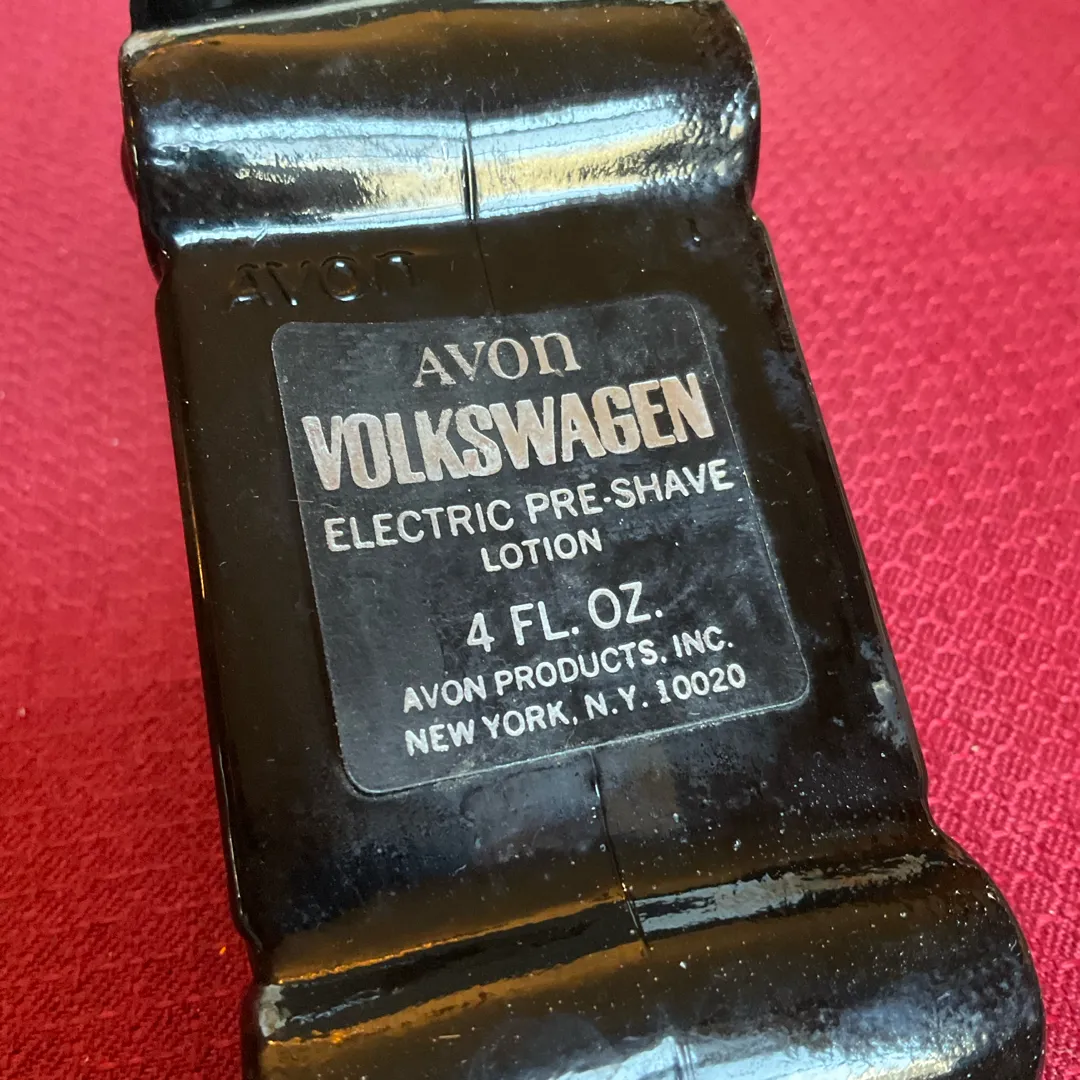 AVON
AVON
VOLKSWAGEN
ELECTRIC PRE-SHAVE
LOTION
4 FL. OZ.
AVON PRODUCTS, INC.
NEW YORK, N.Y. 10020